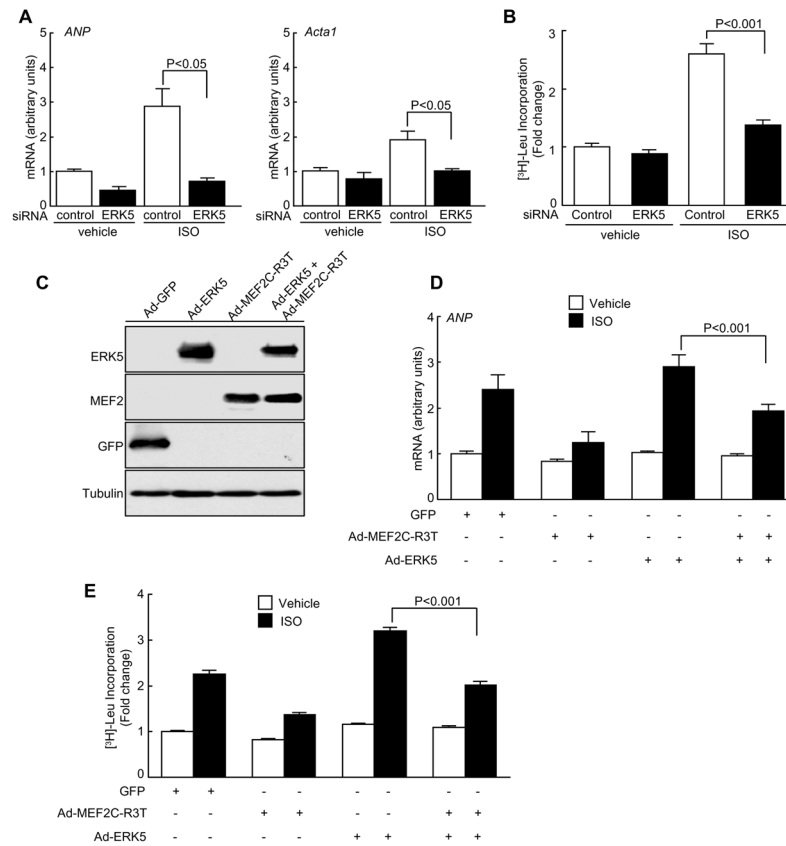 A
ANP
mRNA (arbitrary units)
5
4
3
2
1
0
P<0.05
siRNA control ERK5 control ERK5
vehicle ISO
Acta1
mRNA (arbitrary units)
5
4
3
2
1
0
P<0.05
siRNA control ERK5 control ERK5
vehicle ISO
B
[³H]-Leu Incorporation
(Fold change)
3
2
1
0
P<0.001
siRNA Control ERK5 Control ERK5
vehicle ISO
C
Ad-GFP
Ad-ERK5
Ad-MEF2C-R3T
Ad-ERK5 +
Ad-MEF2C-R3T
ERK5
MEF2
GFP
Tubulin
D
ANP
Vehicle
ISO
mRNA (arbitrary units)
4
3
2
1
0
P<0.001
GFP + + - - - - - -
Ad-MEF2C-R3T - - + + - - + +
Ad-ERK5 - - - - + + + +
E
Vehicle
ISO
[³H]-Leu Incorporation
(Fold change)
4
3
2
1
0
P<0.001
GFP + + - - - - - -
Ad-MEF2C-R3T - - + + - - + +
Ad-ERK5 - - - - + + + +